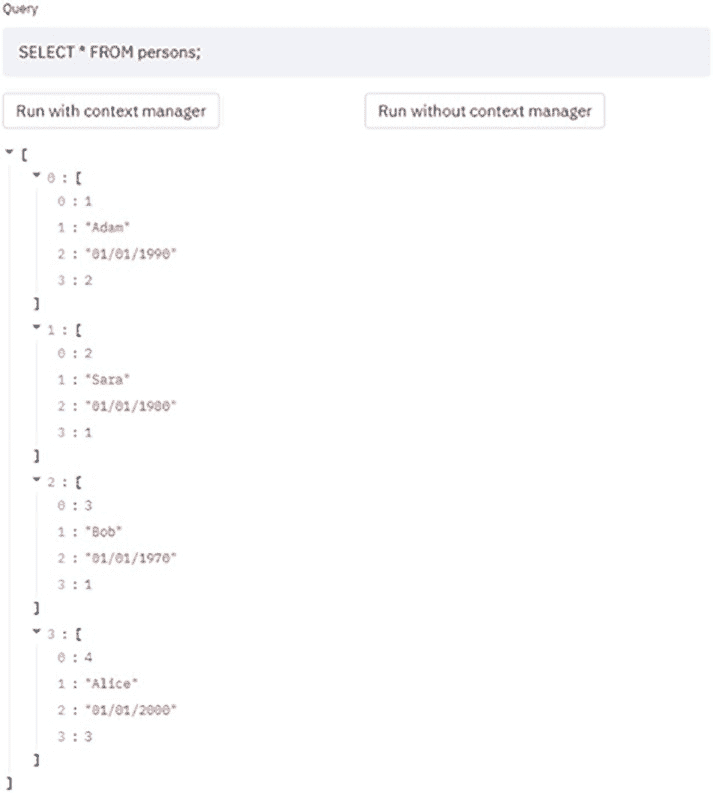 Query
SELECT * FROM persons;
Run with context manager
Run without context manager
[
0 : [
0 : 1
1 : "Adam"
2 : "01/01/1990"
3 : 2
]
1 : [
0 : 2
1 : "Sara"
2 : "01/01/1980"
3 : 1
]
2 : [
0 : 3
1 : "Bob"
2 : "01/01/1970"
3 : 1
]
3 : [
0 : 4
1 : "Alice"
2 : "01/01/2000"
3 : 3
]
]